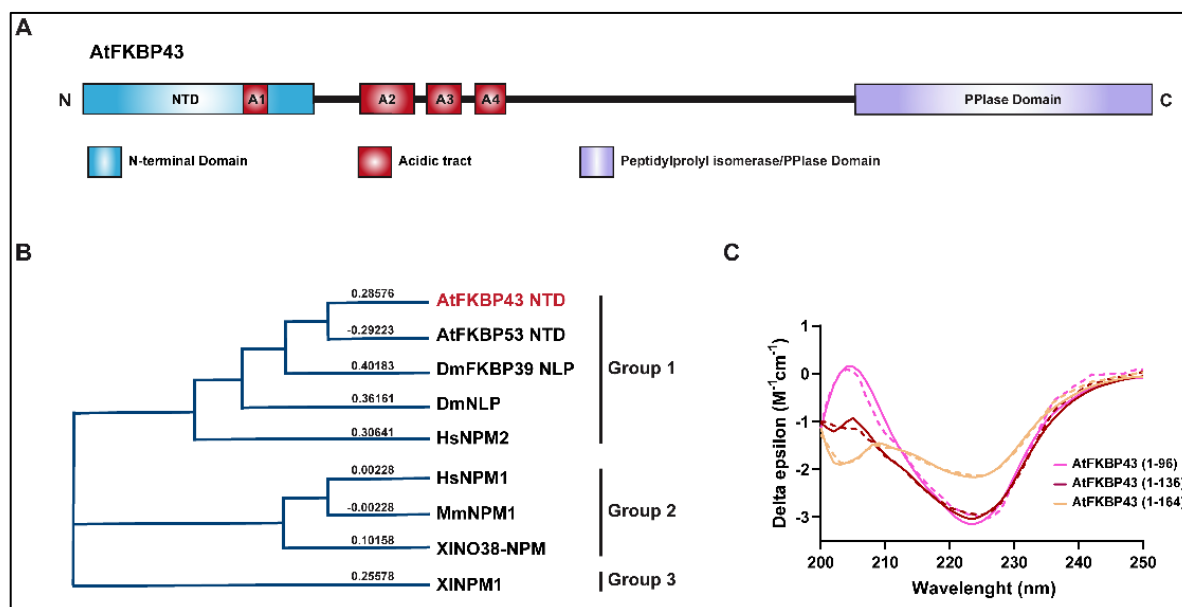 A
AtFKBP43
N NTD A1 A2 A3 A4 PPIase Domain C
N-terminal Domain Acidic tract Peptidylprolyl isomerase/PPIase Domain
B
0.28576 AtFKBP43 NTD
-0.29223 AtFKBP53 NTD
0.40183 DmFKBP39 NLP
0.36161 DmNLP
0.30641 HsNPM2
Group 1
0.00228 HsNPM1
-0.00228 MmNPM1
0.10158 XlNO38-NPM
Group 2
0.25578 XlNPM1
Group 3
C
Delta epsilon (M-1cm-1)
1
0
-1
-2
-3
AtFKBP43 (1-96)
AtFKBP43 (1-136)
AtFKBP43 (1-164)
200 210 220 230 240 250
Wavelenght (nm)